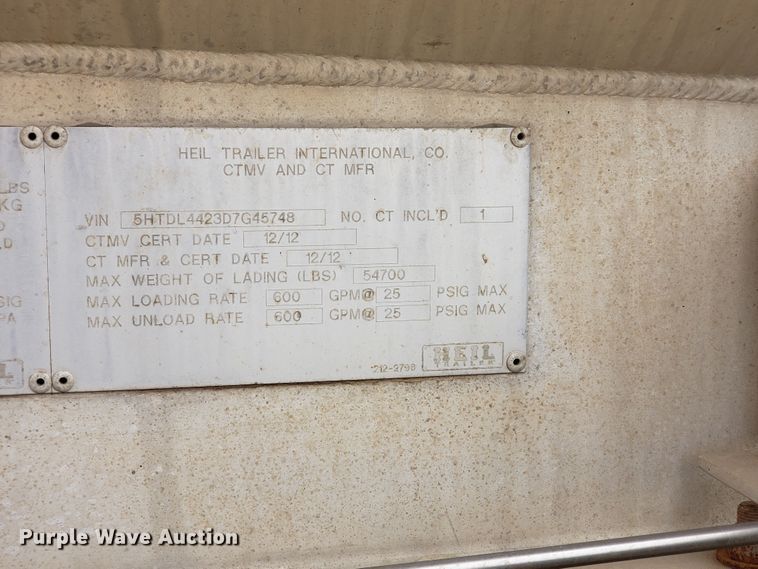 HEIL TRAILER INTERNATIONAL, CO.
CTMV AND CT MFR
VIN 5HTDL4423D7G45748 NO. CT INCL'D 1
CTMV CERT DATE 12/12
CT MFR & CERT DATE 12/12
MAX WEIGHT OF LADING (LBS) 54700
MAX LOADING RATE 600 GPM@ 25 PSIG MAX
MAX UNLOAD RATE 600 GPM@ 25 PSIG MAX
HEIL
TRAILER
LBS
KG
D
SIG
PA
Purple Wave Auction